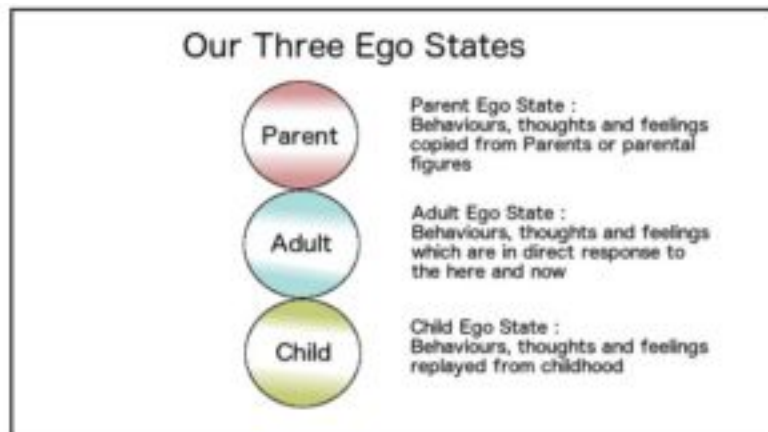 Our Three Ego States
Parent
Parent Ego State :
Behaviours, thoughts and feelings
copied from Parents or parental
figures
Adult
Adult Ego State :
Behaviours, thoughts and feelings
which are in direct response to
the here and now
Child
Child Ego State :
Behaviours, thoughts and feelings
replayed from childhood